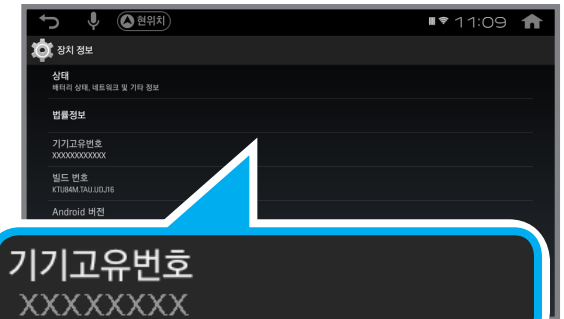 현위치
11:09
장치 정보
상태
배터리 상태, 네트워크 및 기타 정보
법률정보
기기고유번호
XXXXXXXXXXXX
빌드 번호
KTU84M.TAU.UDJ16
Android 버전
기기고유번호
XXXXXXXX